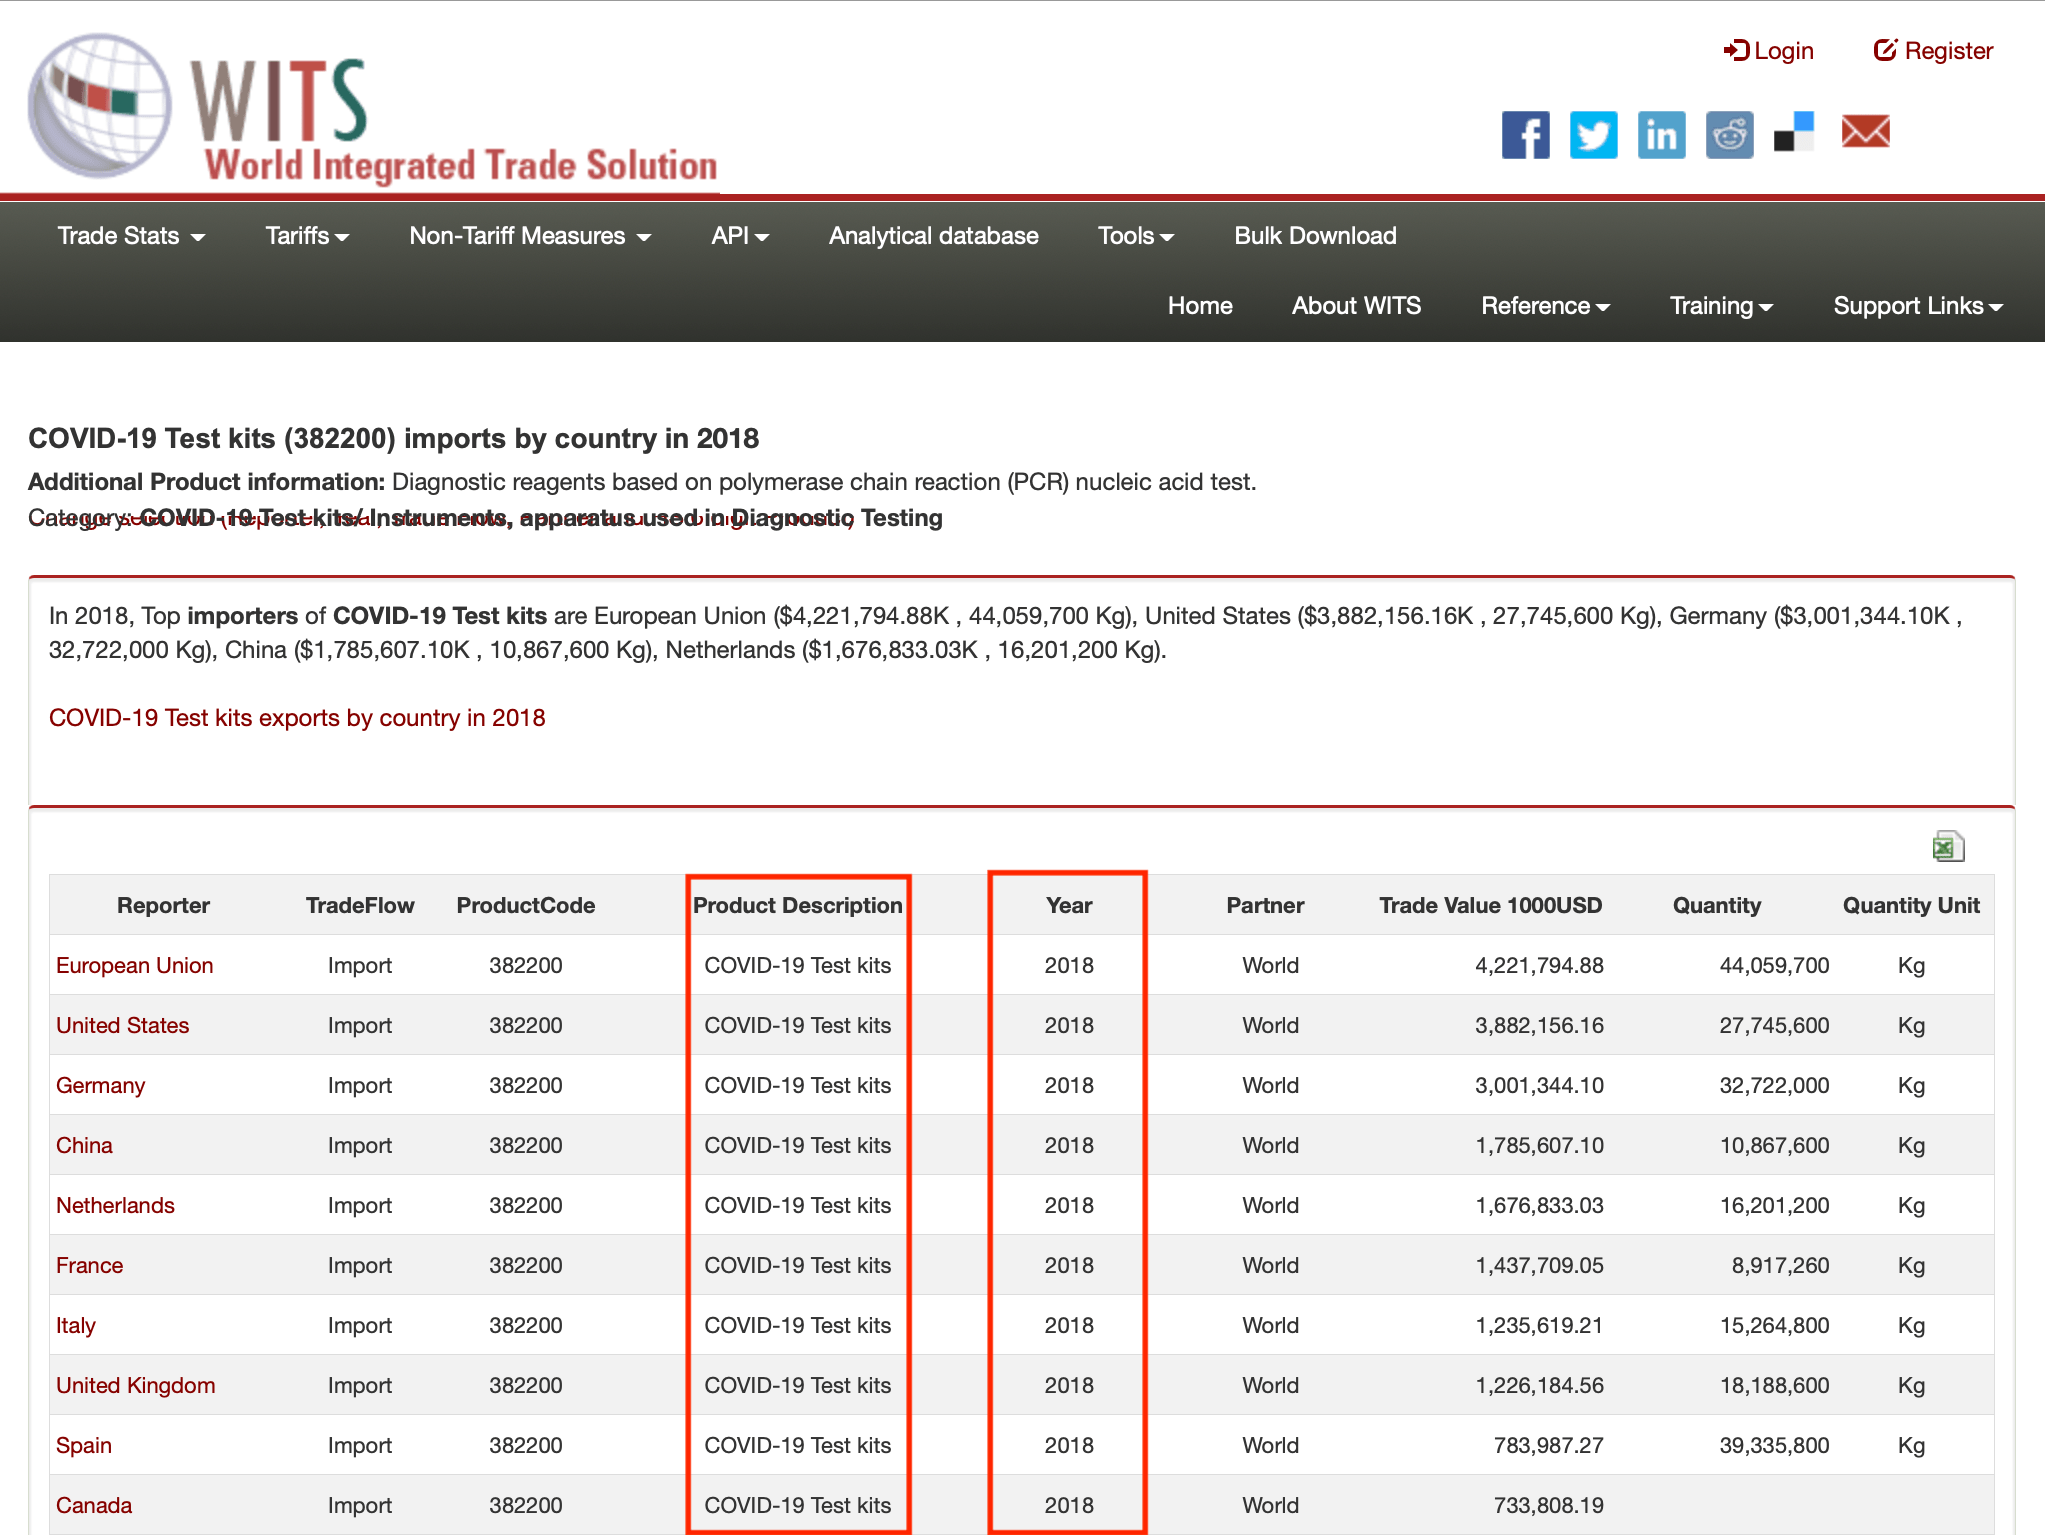 WITS
World Integrated Trade Solution
Login Register
Trade Stats Tariffs Non-Tariff Measures API Analytical database Tools Bulk Download
Home About WITS Reference Training Support Links
COVID-19 Test kits (382200) imports by country in 2018
Additional Product information: Diagnostic reagents based on polymerase chain reaction (PCR) nucleic acid test.
Category: COVID-19 Test kits/ Instruments, apparatus used in Diagnostic Testing
In 2018, Top importers of COVID-19 Test kits are European Union ($4,221,794.88K , 44,059,700 Kg), United States ($3,882,156.16K , 27,745,600 Kg), Germany ($3,001,344.10K ,
32,722,000 Kg), China ($1,785,607.10K , 10,867,600 Kg), Netherlands ($1,676,833.03K , 16,201,200 Kg).
COVID-19 Test kits exports by country in 2018
Reporter TradeFlow ProductCode Product Description Year Partner Trade Value 1000USD Quantity Quantity Unit
European Union Import 382200 COVID-19 Test kits 2018 World 4,221,794.88 44,059,700 Kg
United States Import 382200 COVID-19 Test kits 2018 World 3,882,156.16 27,745,600 Kg
Germany Import 382200 COVID-19 Test kits 2018 World 3,001,344.10 32,722,000 Kg
China Import 382200 COVID-19 Test kits 2018 World 1,785,607.10 10,867,600 Kg
Netherlands Import 382200 COVID-19 Test kits 2018 World 1,676,833.03 16,201,200 Kg
France Import 382200 COVID-19 Test kits 2018 World 1,437,709.05 8,917,260 Kg
Italy Import 382200 COVID-19 Test kits 2018 World 1,235,619.21 15,264,800 Kg
United Kingdom Import 382200 COVID-19 Test kits 2018 World 1,226,184.56 18,188,600 Kg
Spain Import 382200 COVID-19 Test kits 2018 World 783,987.27 39,335,800 Kg
Canada Import 382200 COVID-19 Test kits 2018 World 733,808.19